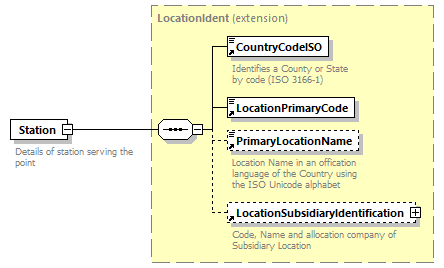 LocationIdent (extension)
CountryCodeISO
Identifies a County or State
by code (ISO 3166-1)
LocationPrimaryCode
Station
Details of station serving the
point
PrimaryLocationName
Location Name in an offication
language of the Country using
the ISO Unicode alphabet
LocationSubsidiaryIdentification
Code, Name and allocation company of
Subsidiary Location